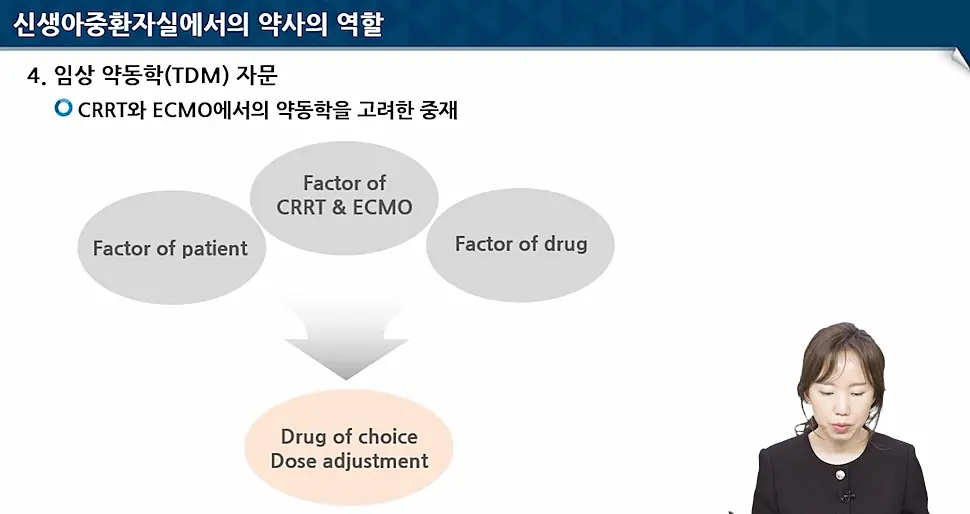 신생아중환자실에서의 약사의 역할
4. 임상 약동학(TDM) 자문
CRRT와 ECMO에서의 약동학을 고려한 중재
Factor of
CRRT & ECMO
Factor of patient
Factor of drug
Drug of choice
Dose adjustment